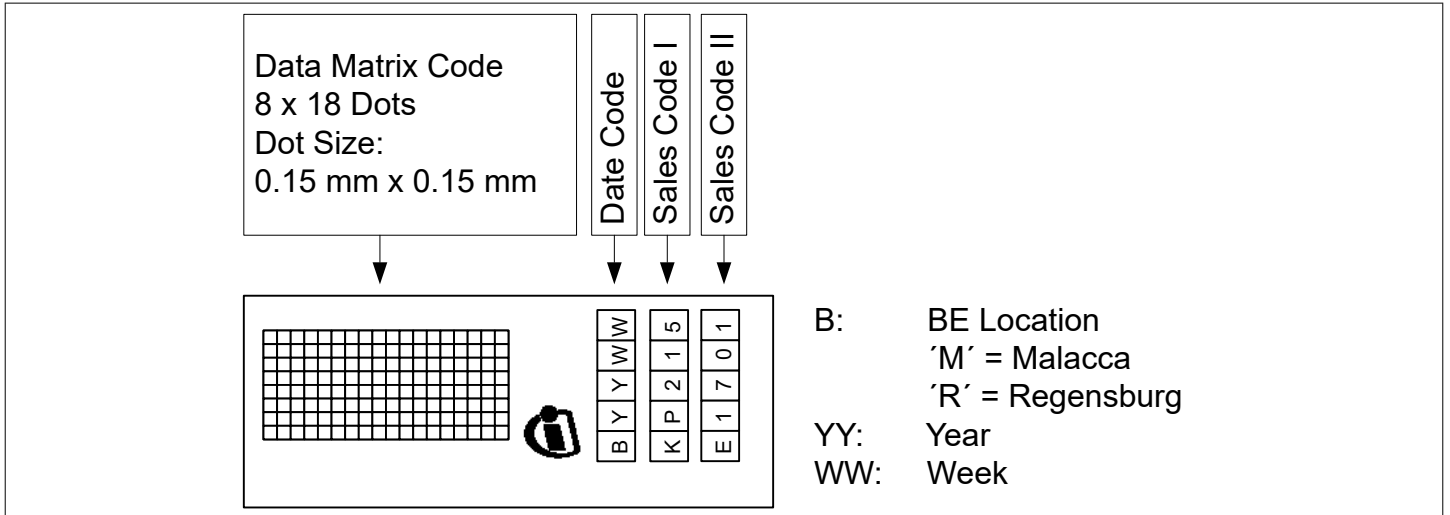 Data Matrix Code
8 x 18 Dots
Dot Size:
0.15 mm x 0.15 mm
Date Code
Sales Code I
Sales Code II
BYYWW
KP215
E1701
B: BE Location
´M´ = Malacca
´R´ = Regensburg
YY: Year
WW: Week